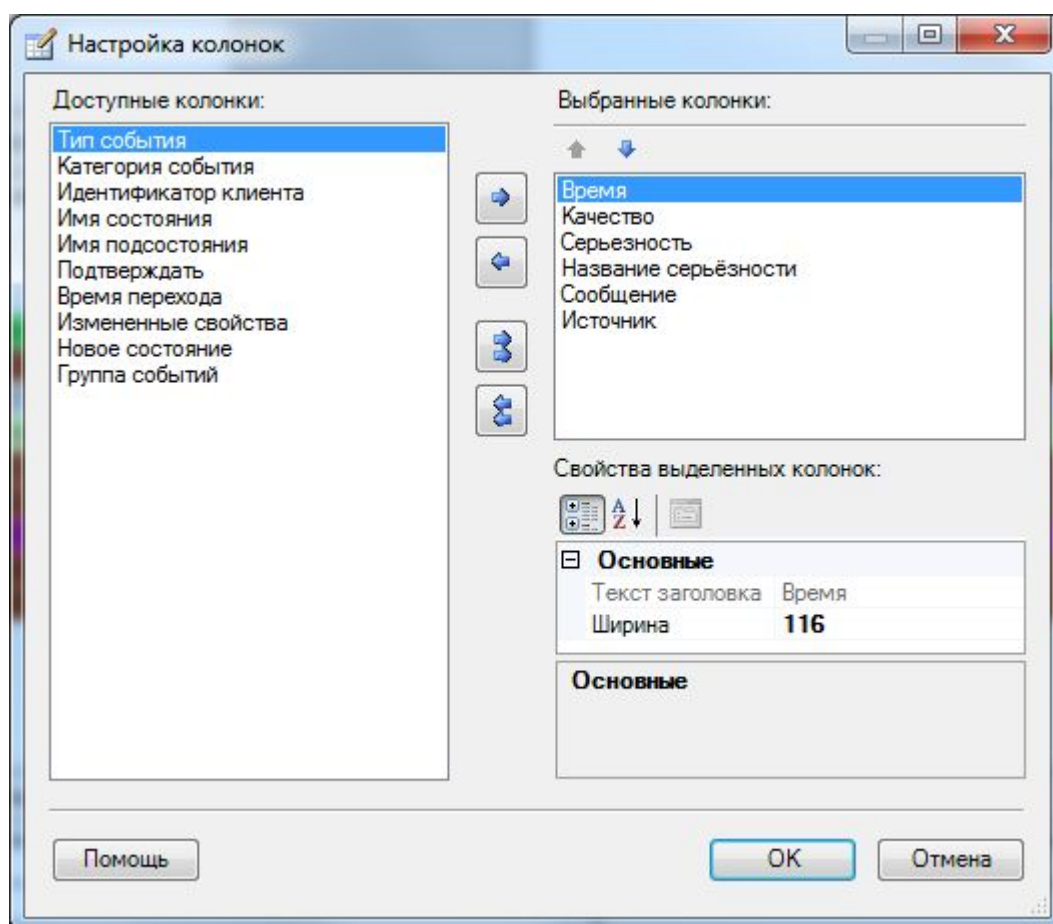 Настройка колонок
Доступные колонки:
Тип события
Категория события
Идентификатор клиента
Имя состояния
Имя подсостояния
Подтверждать
Время перехода
Измененные свойства
Новое состояние
Группа событий
Выбранные колонки:
Время
Качество
Серьезность
Название серьёзности
Сообщение
Источник
Свойства выделенных колонок:
Основные
Текст заголовка Время
Ширина 116
Основные
Помощь
OK
Отмена